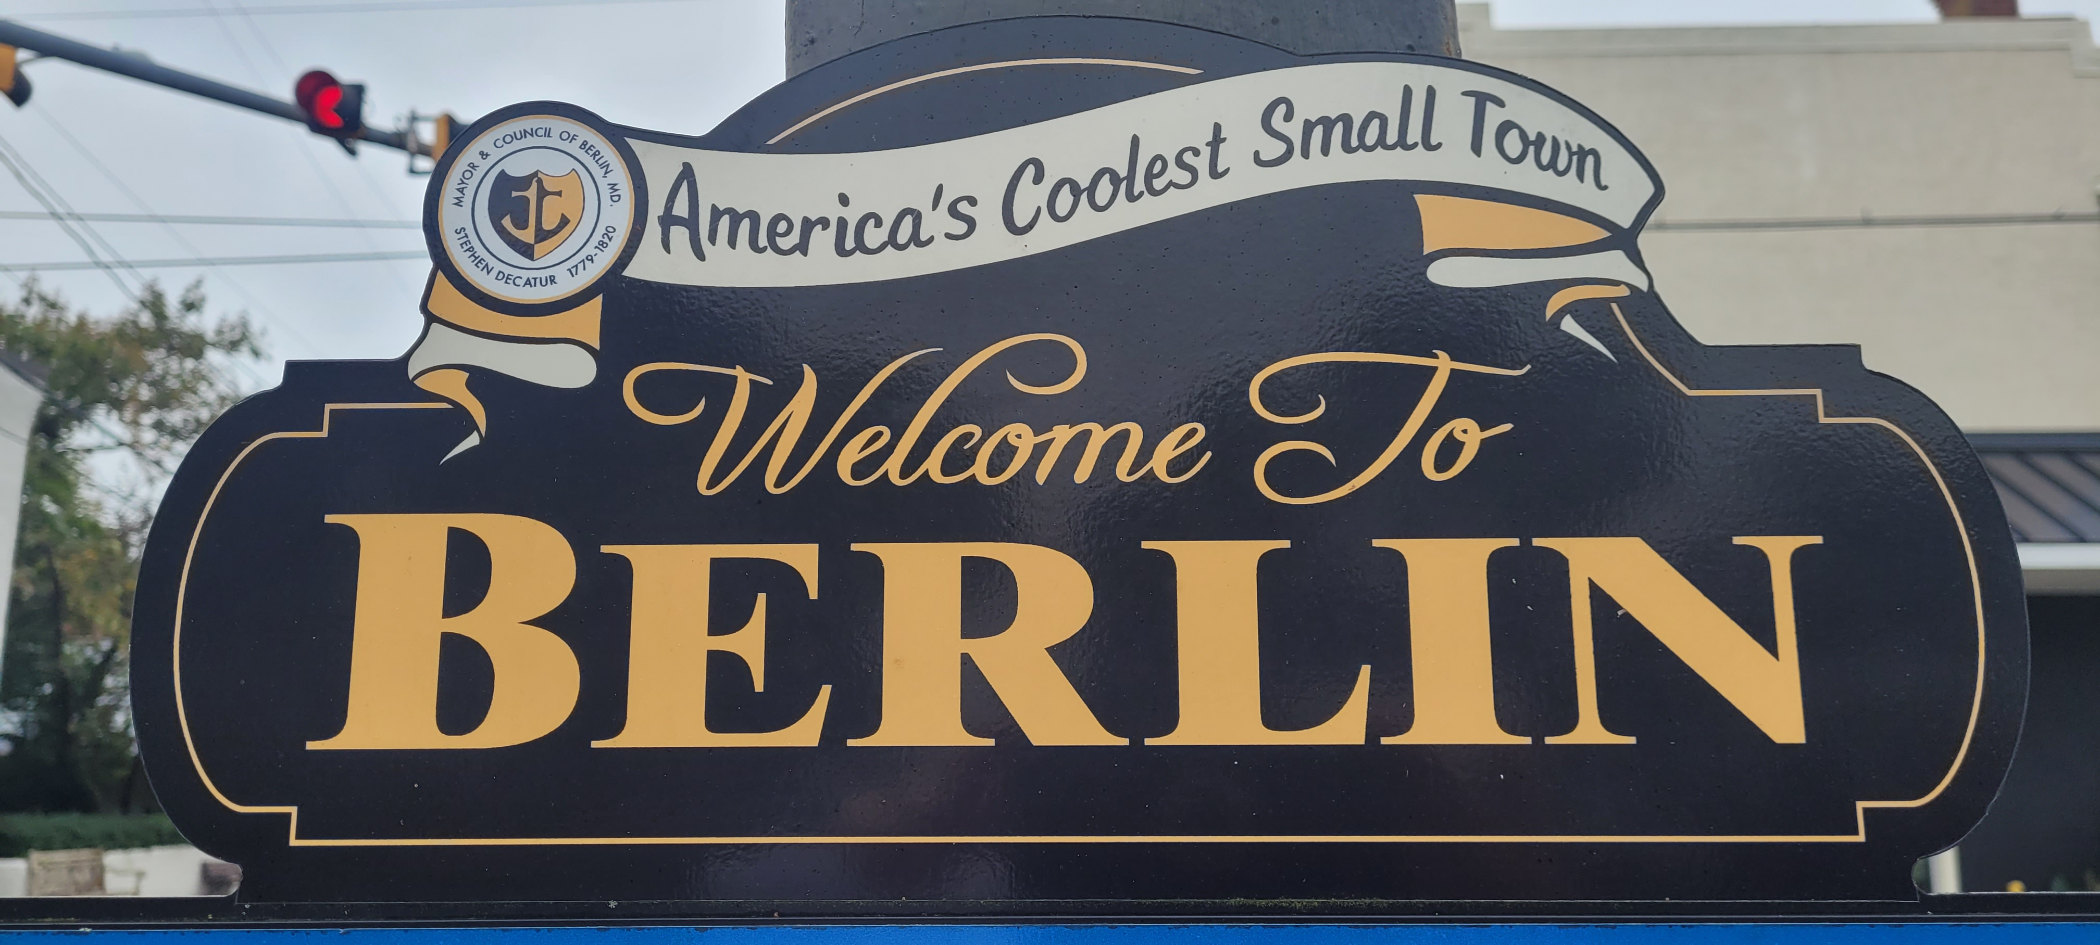 America's Coolest Small Town
MAYOR & COUNCIL OF BERLIN, MD.
STEPHEN DECATUR 1779-1820
Welcome To
BERLIN